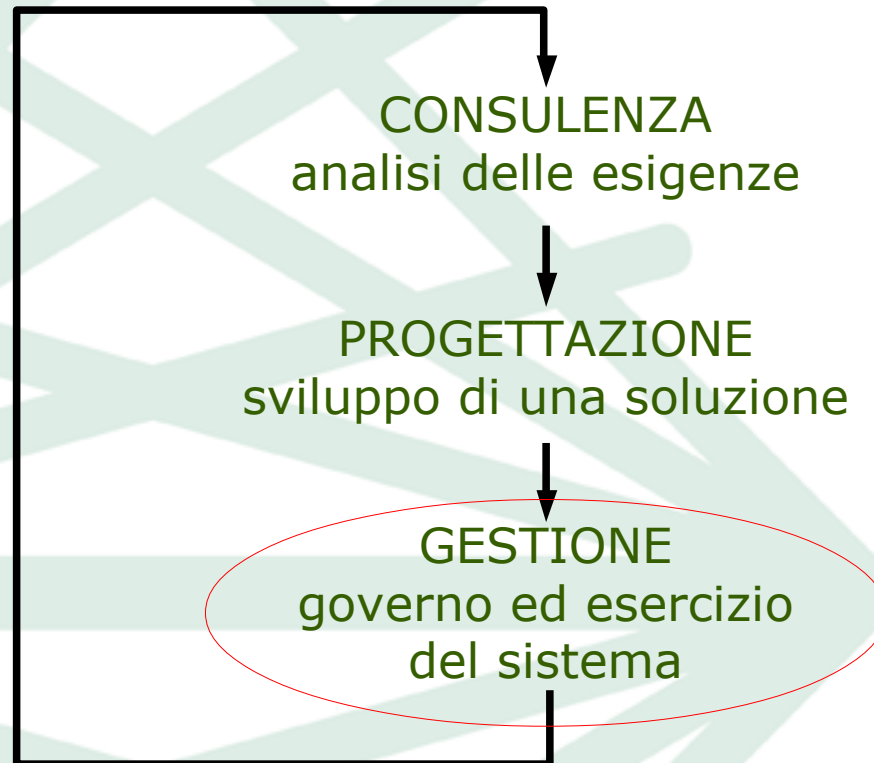 CONSULENZA
analisi delle esigenze
PROGETTAZIONE
sviluppo di una soluzione
GESTIONE
governo ed esercizio
del sistema